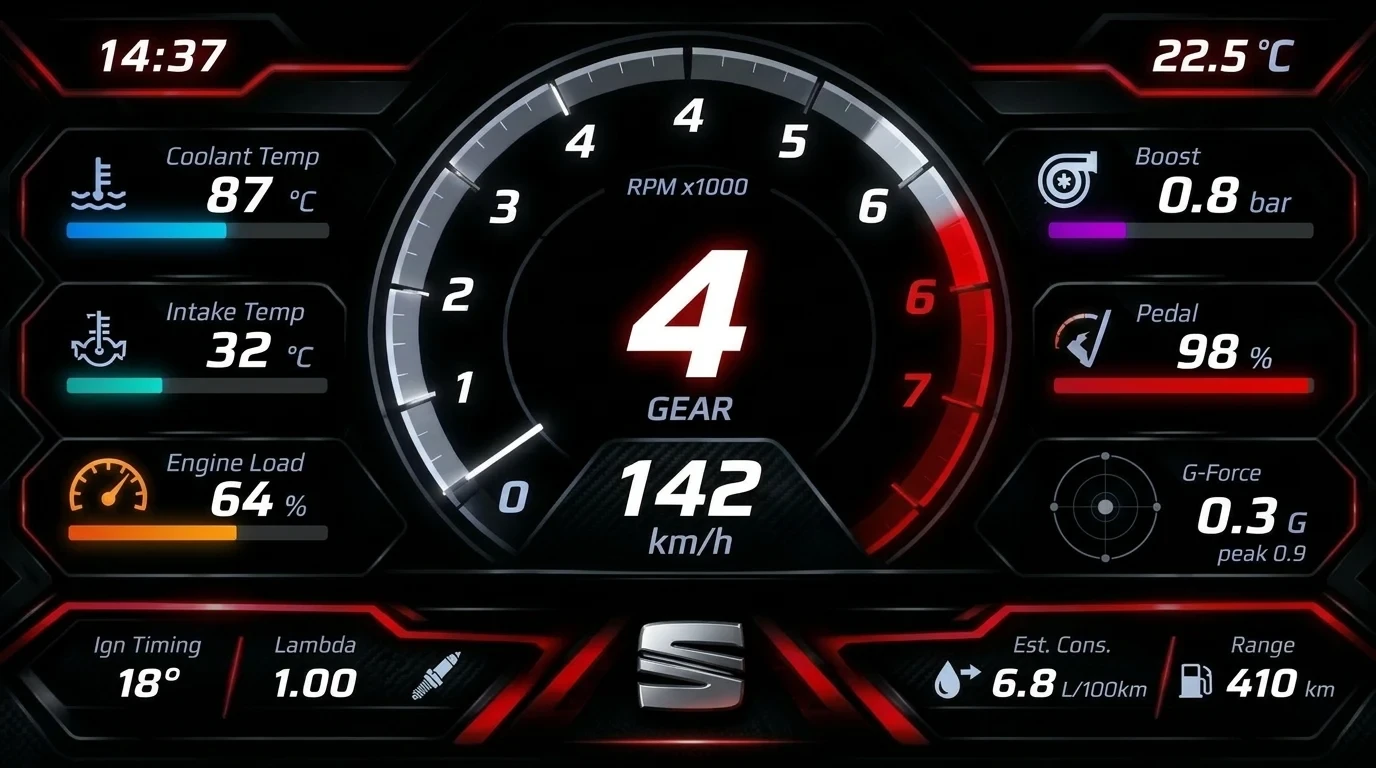 14:37
22.5 °C
Coolant Temp
87 °C
Intake Temp
32 °C
Engine Load
64 %
0
1
2
3
4
4
5
6
6
7
RPM x1000
4
GEAR
142
km/h
Boost
0.8 bar
Pedal
98 %
G-Force
0.3 G
peak 0.9
Ign Timing
18°
Lambda
1.00
Est. Cons.
6.8 L/100km
Range
410 km